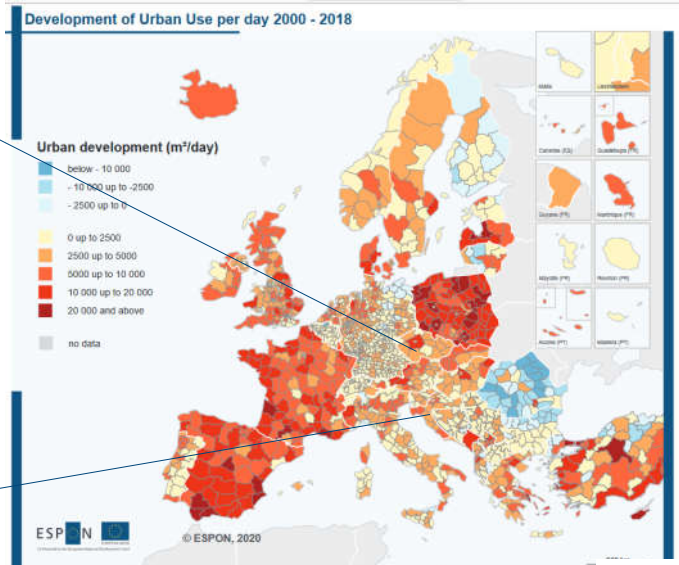 Development of Urban Use per day 2000 - 2018
Urban development (m²/day)
below - 10 000
- 10 000 up to -2500
- 2500 up to 0
0 up to 2500
2500 up to 5000
5000 up to 10 000
10 000 up to 20 000
20 000 and above
no data
Malta
Liechtenstein
Canarias (ES)
Guadeloupe (FR)
Guyane (FR)
Martinique (FR)
Mayotte (FR)
Réunion (FR)
Açores (PT)
Madeira (PT)
ESPON
© ESPON, 2020